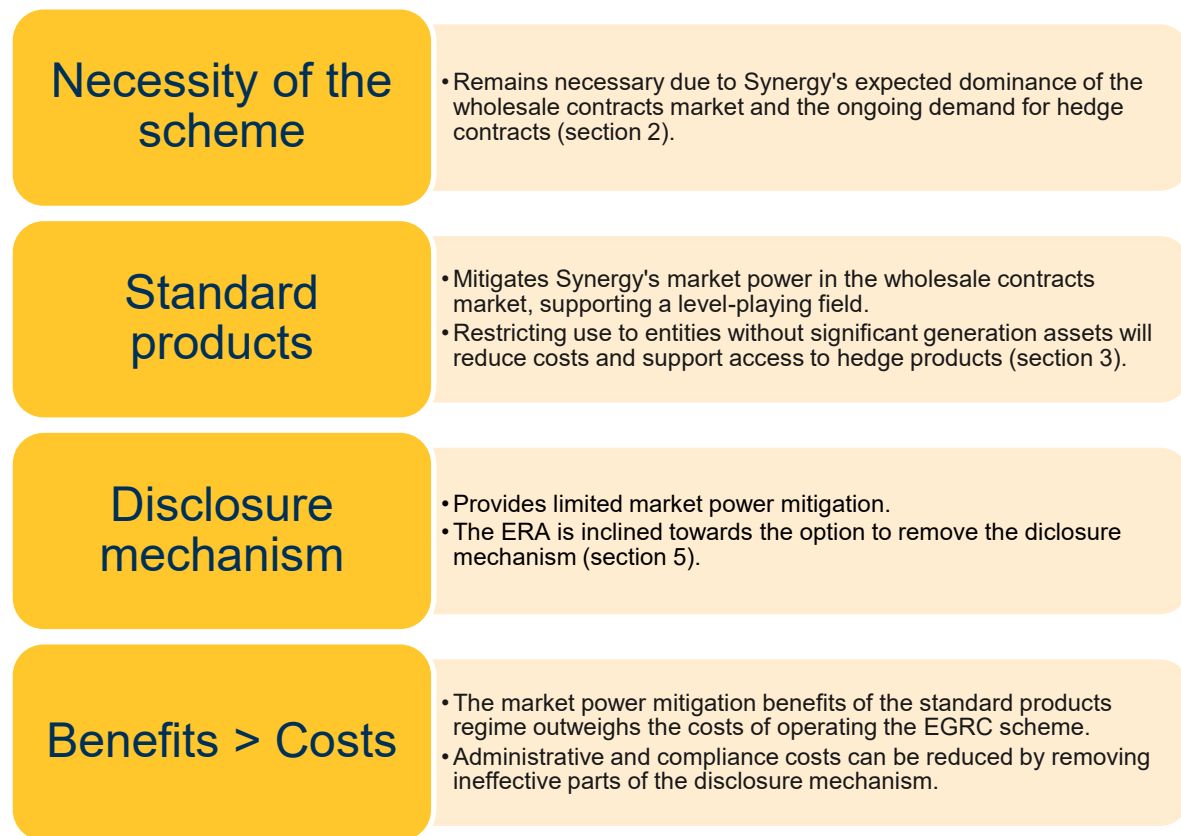 Necessity of the
scheme
• Remains necessary due to Synergy's expected dominance of the
wholesale contracts market and the ongoing demand for hedge
contracts (section 2).
Standard
products
• Mitigates Synergy's market power in the wholesale contracts
market, supporting a level-playing field.
• Restricting use to entities without significant generation assets will
reduce costs and support access to hedge products (section 3).
Disclosure
mechanism
• Provides limited market power mitigation.
• The ERA is inclined towards the option to remove the diclosure
mechanism (section 5).
Benefits > Costs
• The market power mitigation benefits of the standard products
regime outweighs the costs of operating the EGRC scheme.
• Administrative and compliance costs can be reduced by removing
ineffective parts of the disclosure mechanism.